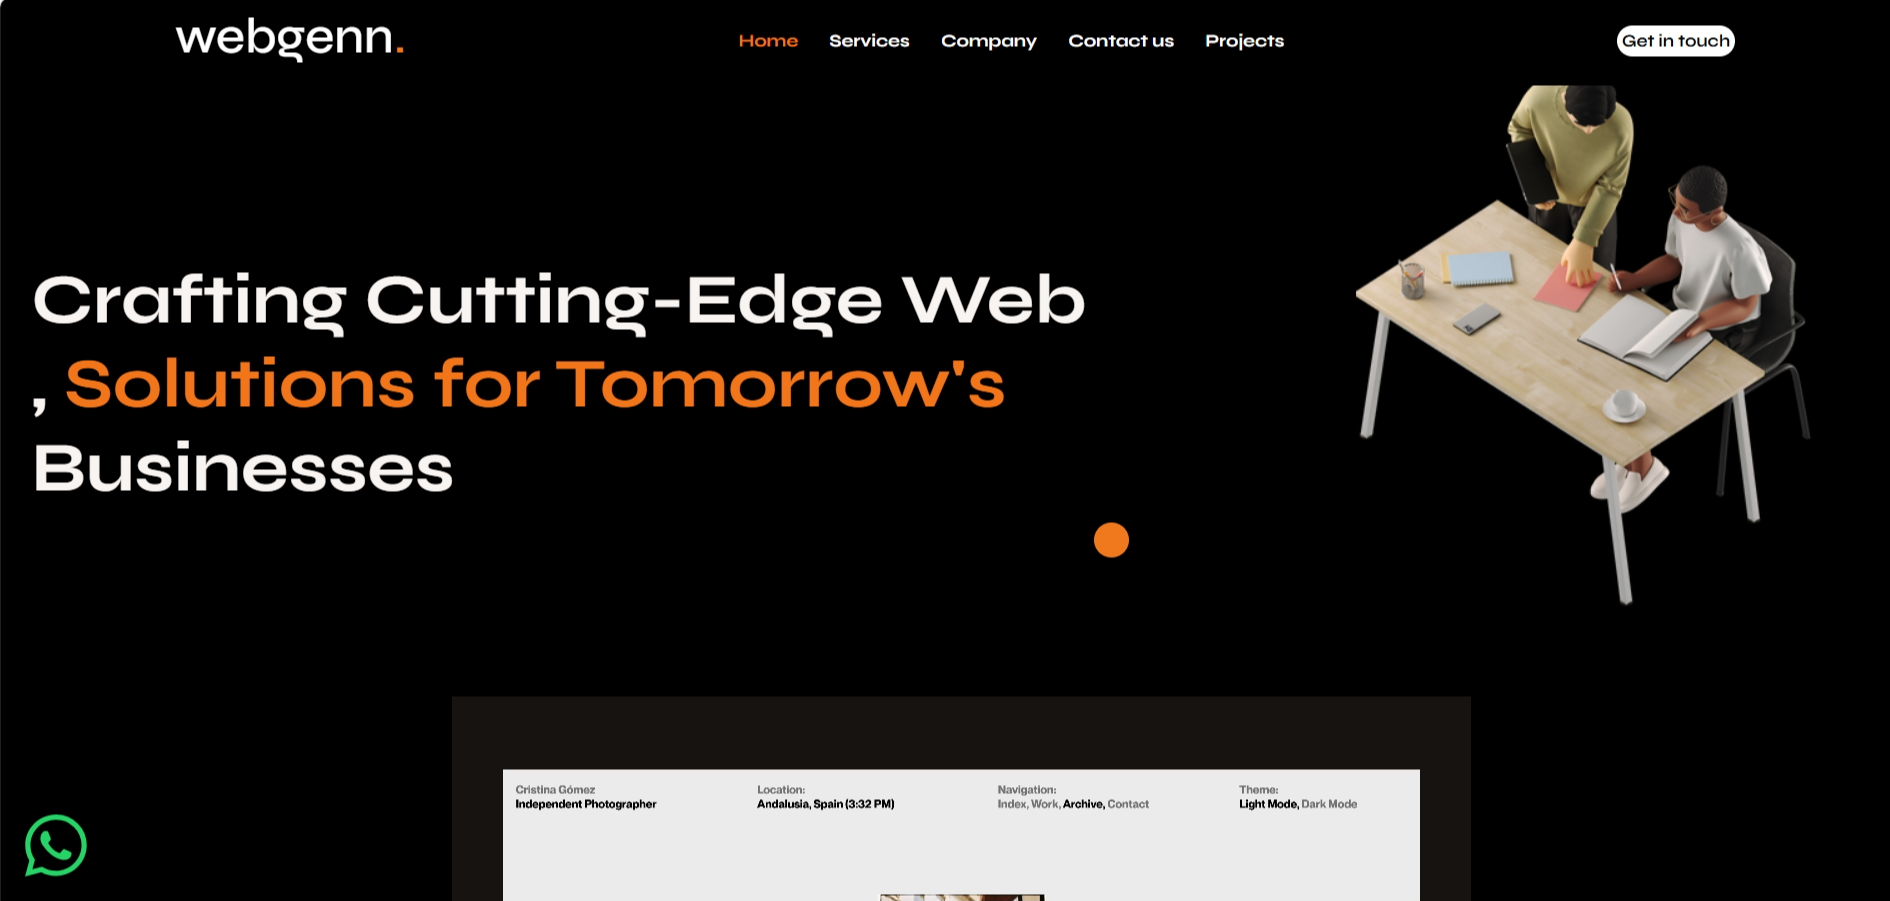 webgenn.
Home Services Company Contact us Projects
Get in touch
Crafting Cutting-Edge Web
, Solutions for Tomorrow's
Businesses
Cristina Gómez
Independent Photographer
Location:
Andalusia, Spain (3:32 PM)
Navigation:
Index, Work, Archive, Contact
Theme:
Light Mode, Dark Mode